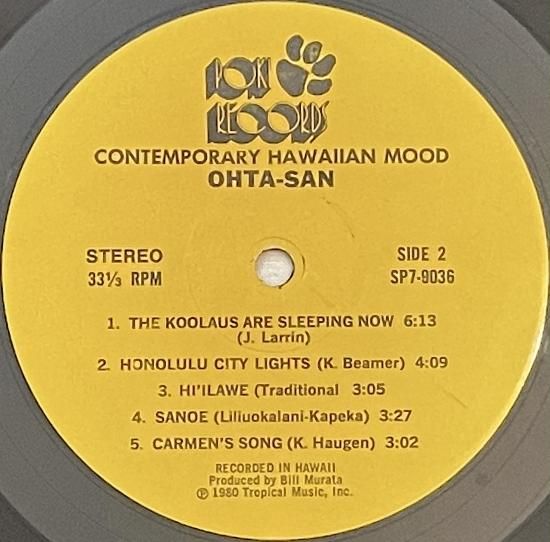 POKI
RECORDS
CONTEMPORARY HAWAIIAN MOOD
OHTA-SAN
STEREO
33⅓ RPM
SIDE 2
SP7-9036
1. THE KOOLAUS ARE SLEEPING NOW 6:13
(J. Larrin)
2. HONOLULU CITY LIGHTS (K. Beamer) 4:09
3. HI'ILAWE (Traditional 3:05
4. SANOE (Liliuokalani-Kapeka) 3:27
5. CARMEN'S SONG (K. Haugen) 3:02
RECORDED IN HAWAII
Produced by Bill Murata
℗ 1980 Tropical Music, Inc.